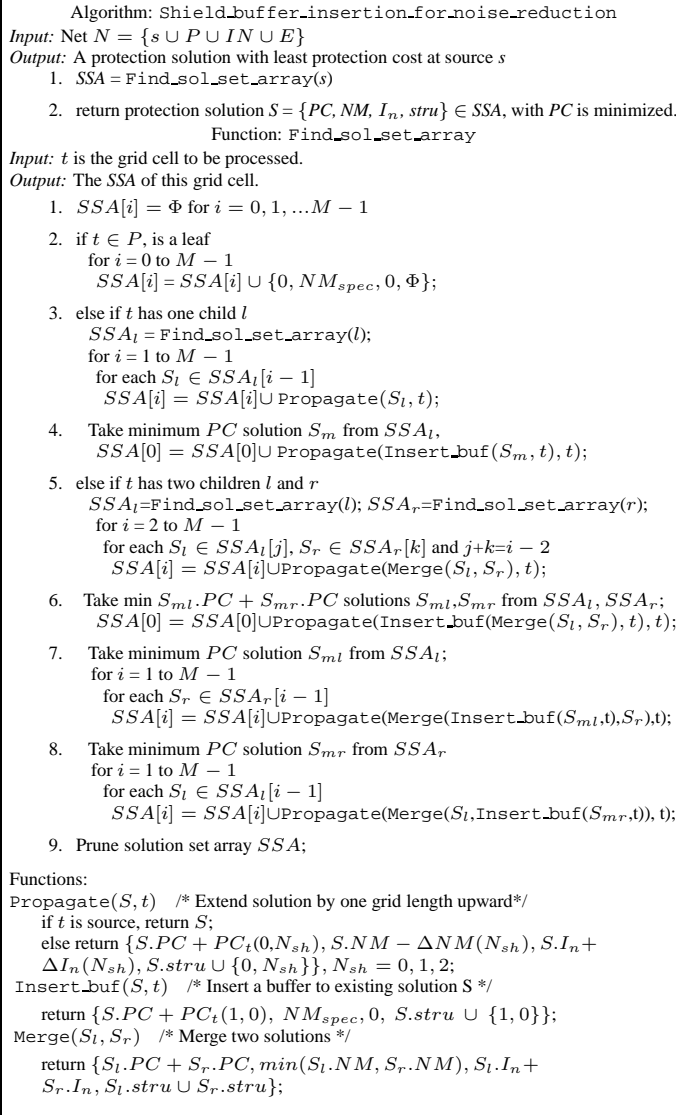 Algorithm: Shield_buffer_insertion_for_noise_reduction
Input: Net N = {s ∪ P ∪ IN ∪ E}
Output: A protection solution with least protection cost at source s
1. SSA = Find_sol_set_array(s)
2. return protection solution S = {PC, NM, I_n, stru} ∈ SSA, with PC is minimized.
Function: Find_sol_set_array
Input: t is the grid cell to be processed.
Output: The SSA of this grid cell.
1. SSA[i] = Φ for i = 0, 1, ...M − 1
2. if t ∈ P, is a leaf
for i = 0 to M − 1
SSA[i] = SSA[i] ∪ {0, NM_spec, 0, Φ};
3. else if t has one child l
SSA_l = Find_sol_set_array(l);
for i = 1 to M − 1
for each S_l ∈ SSA_l[i − 1]
SSA[i] = SSA[i]∪ Propagate(S_l, t);
4. Take minimum PC solution S_m from SSA_l,
SSA[0] = SSA[0]∪ Propagate(Insert_buf(S_m, t), t);
5. else if t has two children l and r
SSA_l=Find_sol_set_array(l); SSA_r=Find_sol_set_array(r);
for i = 2 to M − 1
for each S_l ∈ SSA_l[j], S_r ∈ SSA_r[k] and j+k=i − 2
SSA[i] = SSA[i]∪Propagate(Merge(S_l, S_r), t);
6. Take min S_ml.PC + S_mr.PC solutions S_ml,S_mr from SSA_l, SSA_r;
SSA[0] = SSA[0]∪Propagate(Insert_buf(Merge(S_l, S_r), t), t);
7. Take minimum PC solution S_ml from SSA_l;
for i = 1 to M − 1
for each S_r ∈ SSA_r[i − 1]
SSA[i] = SSA[i]∪Propagate(Merge(Insert_buf(S_ml,t),S_r),t);
8. Take minimum PC solution S_mr from SSA_r
for i = 1 to M − 1
for each S_l ∈ SSA_l[i − 1]
SSA[i] = SSA[i]∪Propagate(Merge(S_l,Insert_buf(S_mr,t)), t);
9. Prune solution set array SSA;
Functions:
Propagate(S, t) /* Extend solution by one grid length upward*/
if t is source, return S;
else return {S.PC + PC_t(0,N_sh), S.NM − ΔNM(N_sh), S.I_n+
ΔI_n(N_sh), S.stru ∪ {0, N_sh}}, N_sh = 0, 1, 2;
Insert_buf(S, t) /* Insert a buffer to existing solution S */
return {S.PC + PC_t(1, 0), NM_spec, 0, S.stru ∪ {1, 0}};
Merge(S_l, S_r) /* Merge two solutions */
return {S_l.PC + S_r.PC, min(S_l.NM, S_r.NM), S_l.I_n+
S_r.I_n, S_l.stru ∪ S_r.stru};